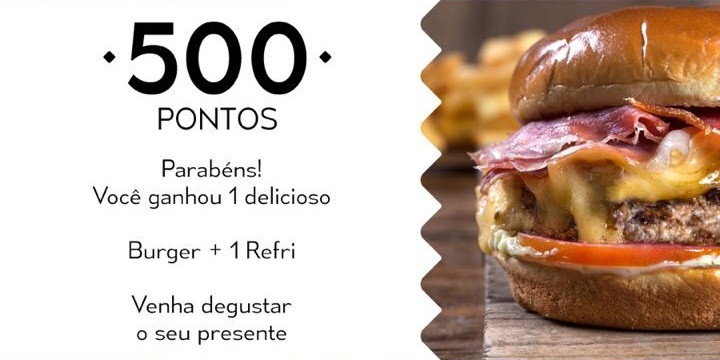 ·500·
PONTOS
Parabéns!
Você ganhou 1 delicioso
Burger + 1 Refri
Venha degustar
o seu presente